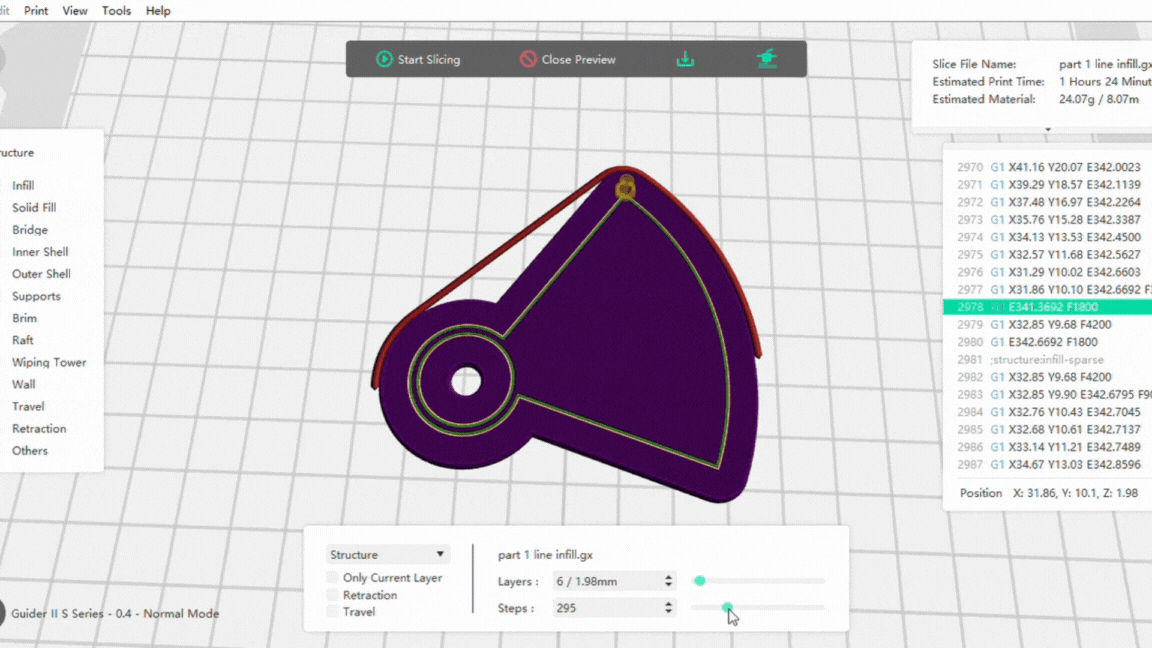 Print View Tools Help
Start Slicing Close Preview
Slice File Name: part 1 line infill.gx
Estimated Print Time: 1 Hours 24 Minut
Estimated Material: 24.07g / 8.07m
ructure
Infill
Solid Fill
Bridge
Inner Shell
Outer Shell
Supports
Brim
Raft
Wiping Tower
Wall
Travel
Retraction
Others
2970 G1 X41.16 Y20.07 E342.0023
2971 G1 X39.29 Y18.57 E342.1139
2972 G1 X37.48 Y16.97 E342.2264
2973 G1 X35.76 Y15.28 E342.3387
2974 G1 X34.13 Y13.53 E342.4500
2975 G1 X32.57 Y11.68 E342.5627
2976 G1 X31.29 Y10.02 E342.6603
2977 G1 X31.86 Y10.10 E342.6692 F
2978 G1 E341.3692 F1800
2979 G1 X32.85 Y9.68 F4200
2980 G1 E342.6692 F1800
2981 ;structure:infill-sparse
2982 G1 X32.85 Y9.68 F4200
2983 G1 X32.85 Y9.90 E342.6795 F90
2984 G1 X32.76 Y10.43 E342.7045
2985 G1 X32.68 Y10.61 E342.7137
2986 G1 X33.14 Y11.21 E342.7489
2987 G1 X34.67 Y13.03 E342.8596
Position X: 31.86, Y: 10.1, Z: 1.98
Structure
Only Current Layer
Retraction
Travel
part 1 line infill.gx
Layers : 6 / 1.98mm
Steps : 295
Guider II S Series - 0.4 - Normal Mode